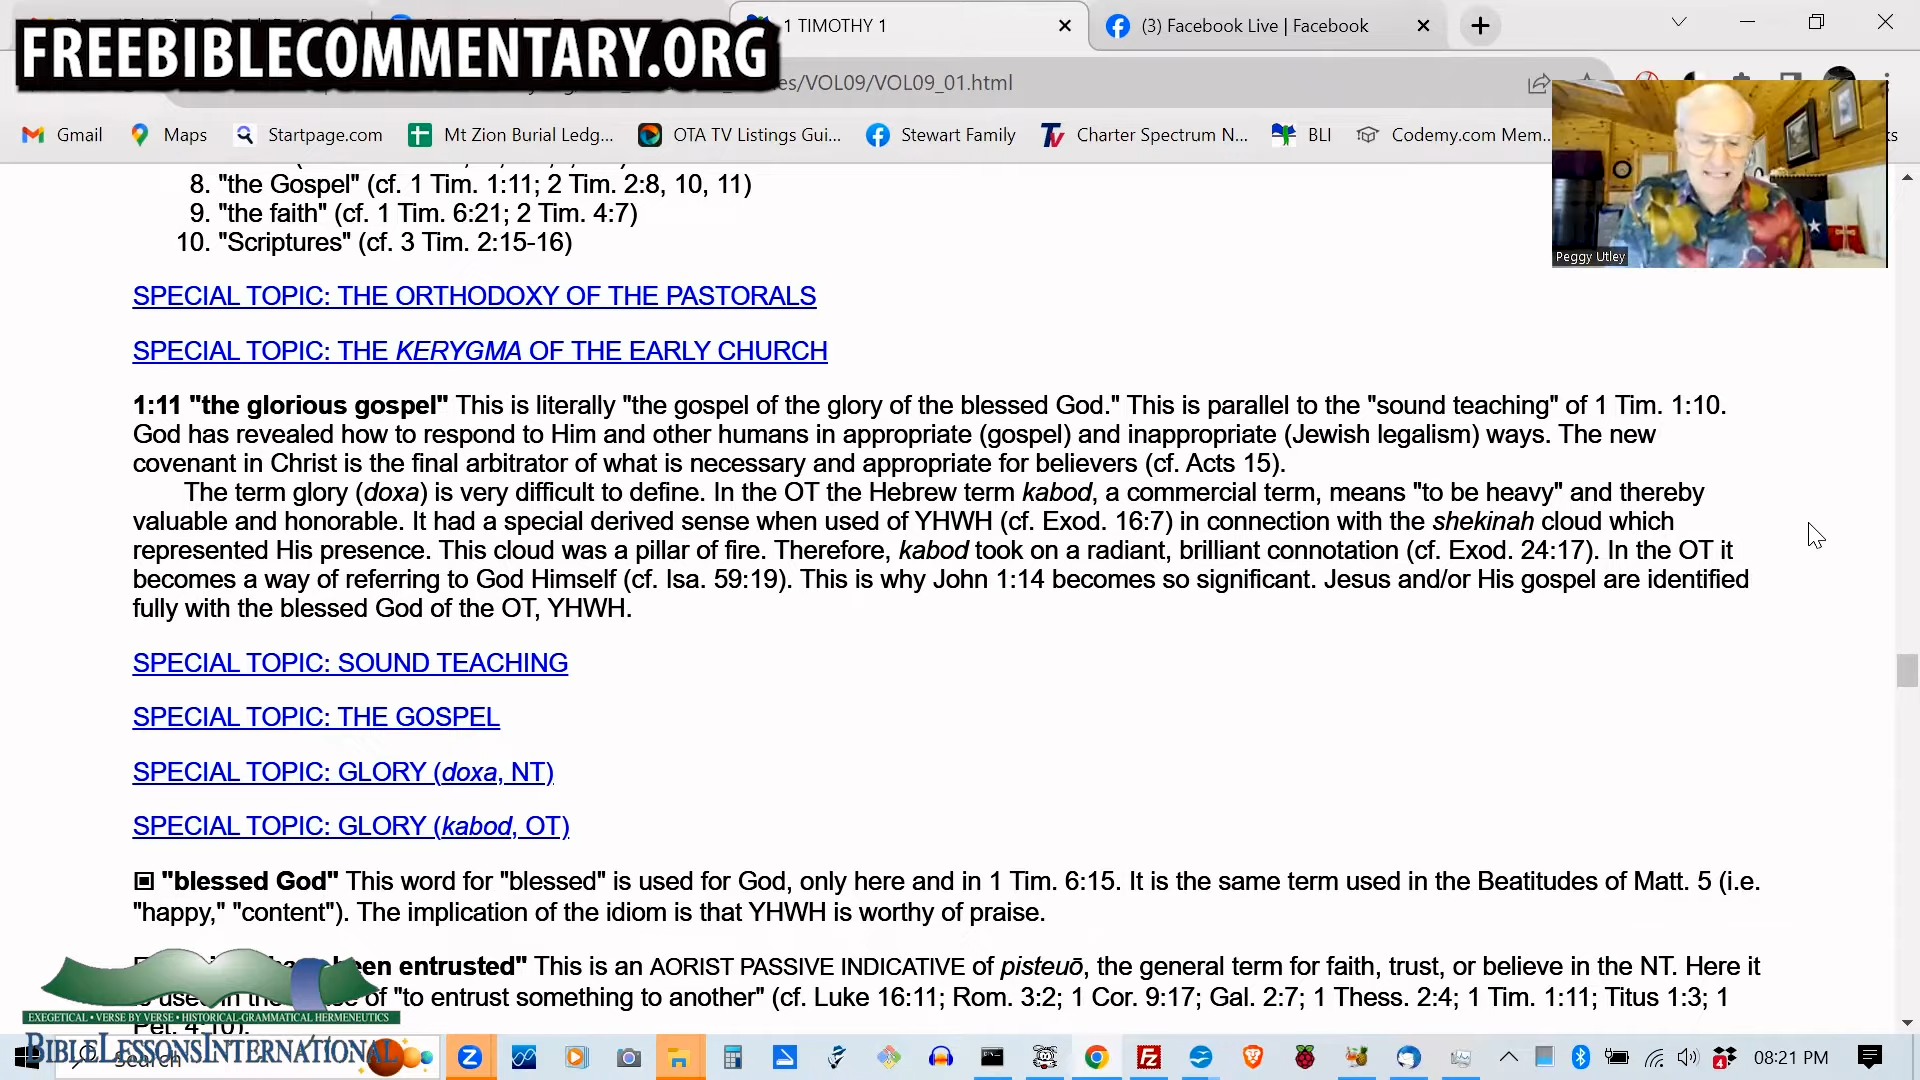 FREEBIBLECOMMENTARY.ORG
1 TIMOTHY 1
(3) Facebook Live | Facebook
es/VOL09/VOL09_01.html
Gmail
Maps
Startpage.com
Mt Zion Burial Ledg...
OTA TV Listings Gui...
Stewart Family
Charter Spectrum N...
BLI
Codemy.com Mem...
Peggy Utley
8. "the Gospel" (cf. 1 Tim. 1:11; 2 Tim. 2:8, 10, 11)
9. "the faith" (cf. 1 Tim. 6:21; 2 Tim. 4:7)
10. "Scriptures" (cf. 3 Tim. 2:15-16)
SPECIAL TOPIC: THE ORTHODOXY OF THE PASTORALS
SPECIAL TOPIC: THE KERYGMA OF THE EARLY CHURCH
1:11 "the glorious gospel" This is literally "the gospel of the glory of the blessed God." This is parallel to the "sound teaching" of 1 Tim. 1:10.
God has revealed how to respond to Him and other humans in appropriate (gospel) and inappropriate (Jewish legalism) ways. The new
covenant in Christ is the final arbitrator of what is necessary and appropriate for believers (cf. Acts 15).
The term glory (doxa) is very difficult to define. In the OT the Hebrew term kabod, a commercial term, means "to be heavy" and thereby
valuable and honorable. It had a special derived sense when used of YHWH (cf. Exod. 16:7) in connection with the shekinah cloud which
represented His presence. This cloud was a pillar of fire. Therefore, kabod took on a radiant, brilliant connotation (cf. Exod. 24:17). In the OT it
becomes a way of referring to God Himself (cf. Isa. 59:19). This is why John 1:14 becomes so significant. Jesus and/or His gospel are identified
fully with the blessed God of the OT, YHWH.
SPECIAL TOPIC: SOUND TEACHING
SPECIAL TOPIC: THE GOSPEL
SPECIAL TOPIC: GLORY (doxa, NT)
SPECIAL TOPIC: GLORY (kabod, OT)
"blessed God" This word for "blessed" is used for God, only here and in 1 Tim. 6:15. It is the same term used in the Beatitudes of Matt. 5 (i.e.
"happy," "content"). The implication of the idiom is that YHWH is worthy of praise.
been entrusted" This is an AORIST PASSIVE INDICATIVE of pisteuō, the general term for faith, trust, or believe in the NT. Here it
of "to entrust something to another" (cf. Luke 16:11; Rom. 3:2; 1 Cor. 9:17; Gal. 2:7; 1 Thess. 2:4; 1 Tim. 1:11; Titus 1:3; 1
Pet. 4:10).
EXEGETICAL • VERSE BY VERSE • HISTORICAL-GRAMMATICAL HERMENEUTICS
BIBLELESSONSINTERNATIONAL
Search
08:21 PM